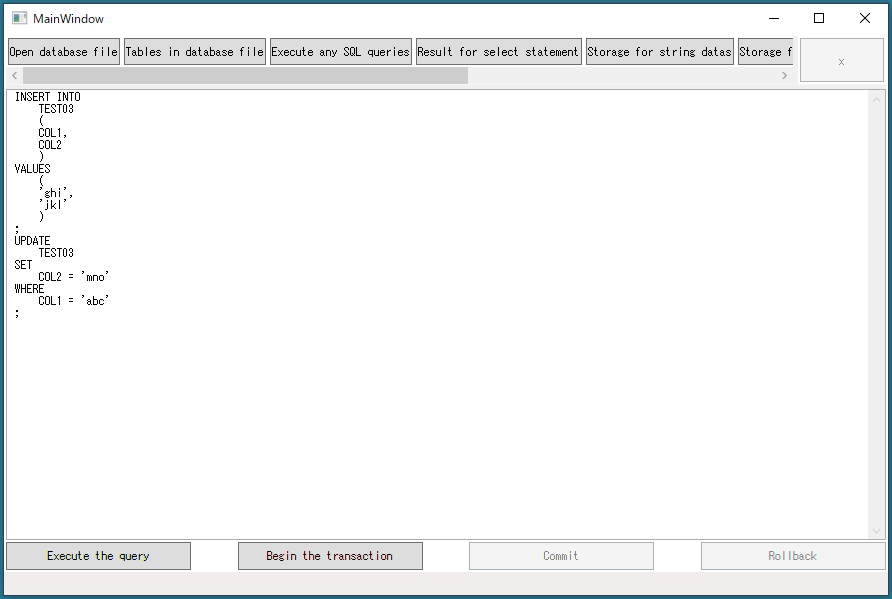 MainWindow
Open database file Tables in database file Execute any SQL queries Result for select statement Storage for string datas Storage f
x
INSERT INTO
    TEST03
    (
    COL1,
    COL2
    )
VALUES
    (
    'ghi',
    'jkl'
    )
;
UPDATE
    TEST03
SET
    COL2 = 'mno'
WHERE
    COL1 = 'abc'
;
Execute the query Begin the transaction Commit Rollback